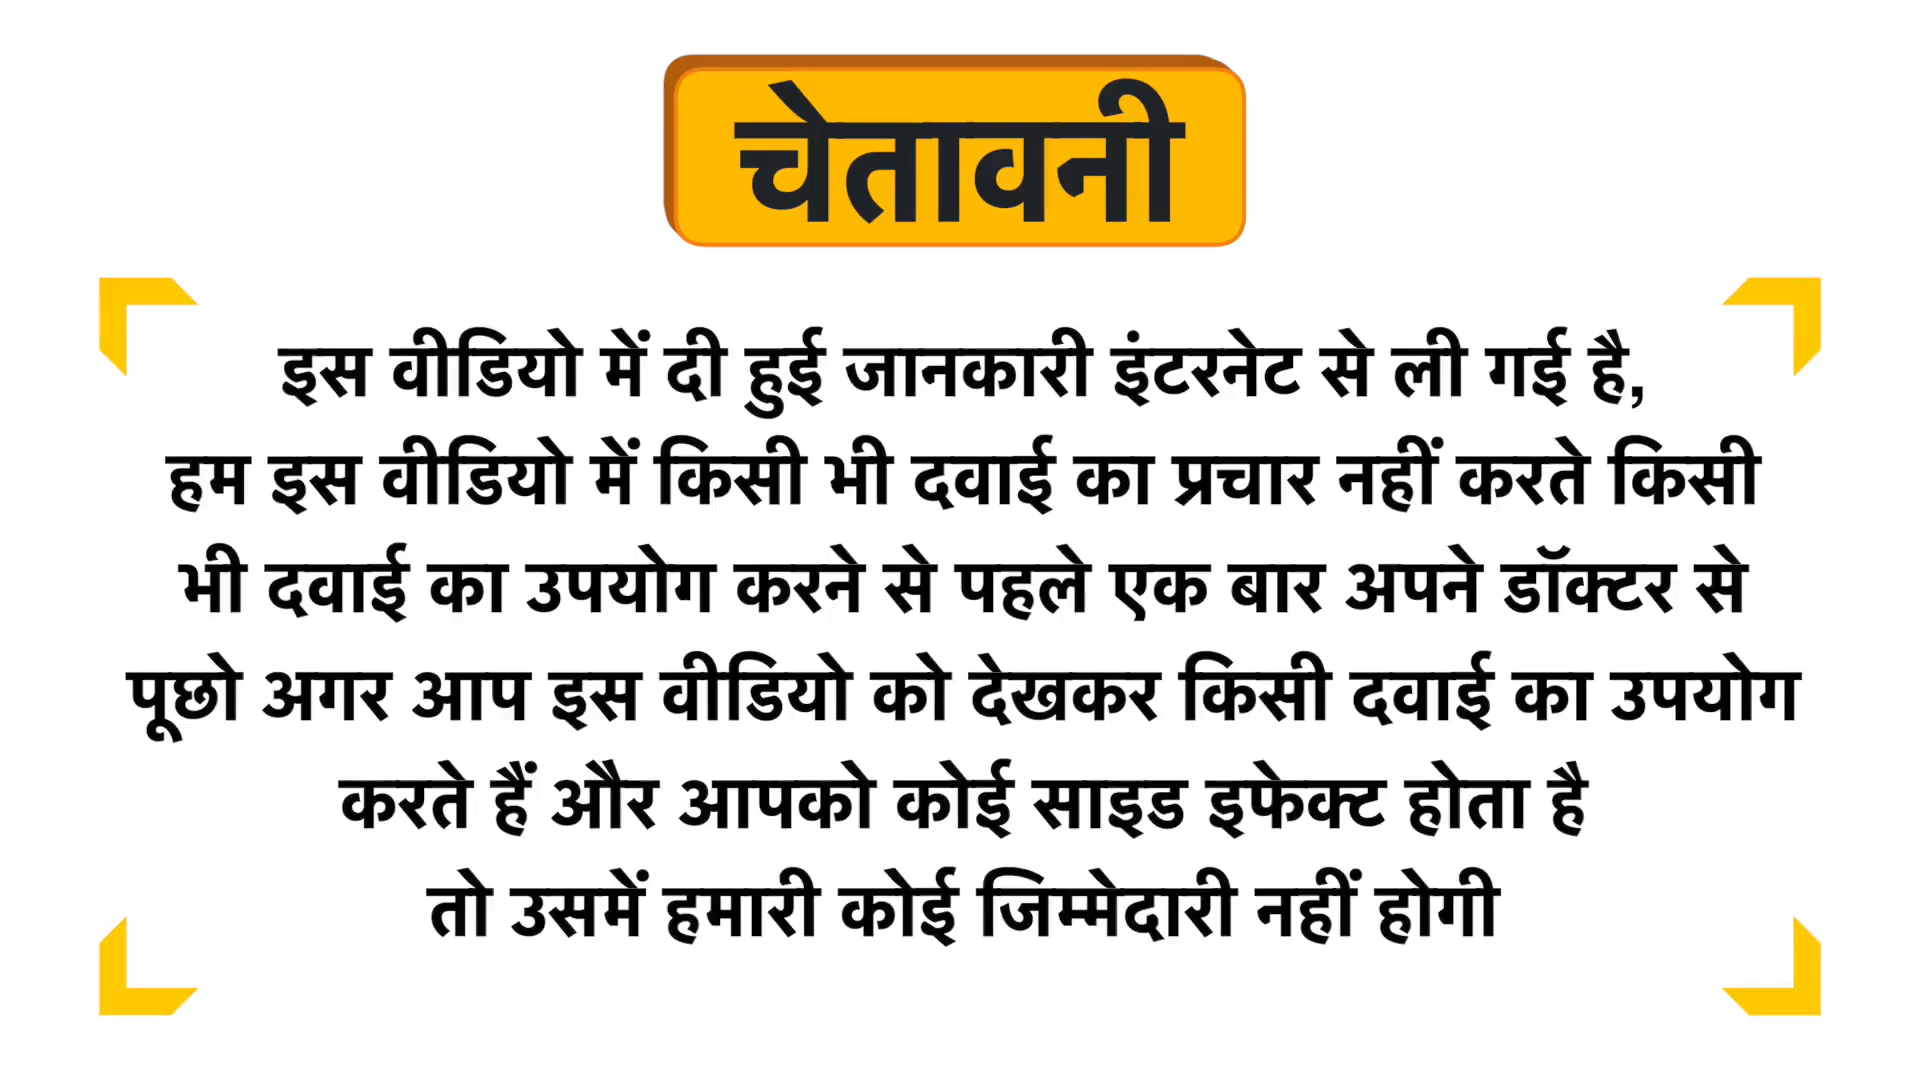 चेतावनी
इस वीडियो में दी हुई जानकारी इंटरनेट से ली गई है,
हम इस वीडियो में किसी भी दवाई का प्रचार नहीं करते किसी
भी दवाई का उपयोग करने से पहले एक बार अपने डॉक्टर से
पूछो अगर आप इस वीडियो को देखकर किसी दवाई का उपयोग
करते हैं और आपको कोई साइड इफेक्ट होता है
तो उसमें हमारी कोई जिम्मेदारी नहीं होगी